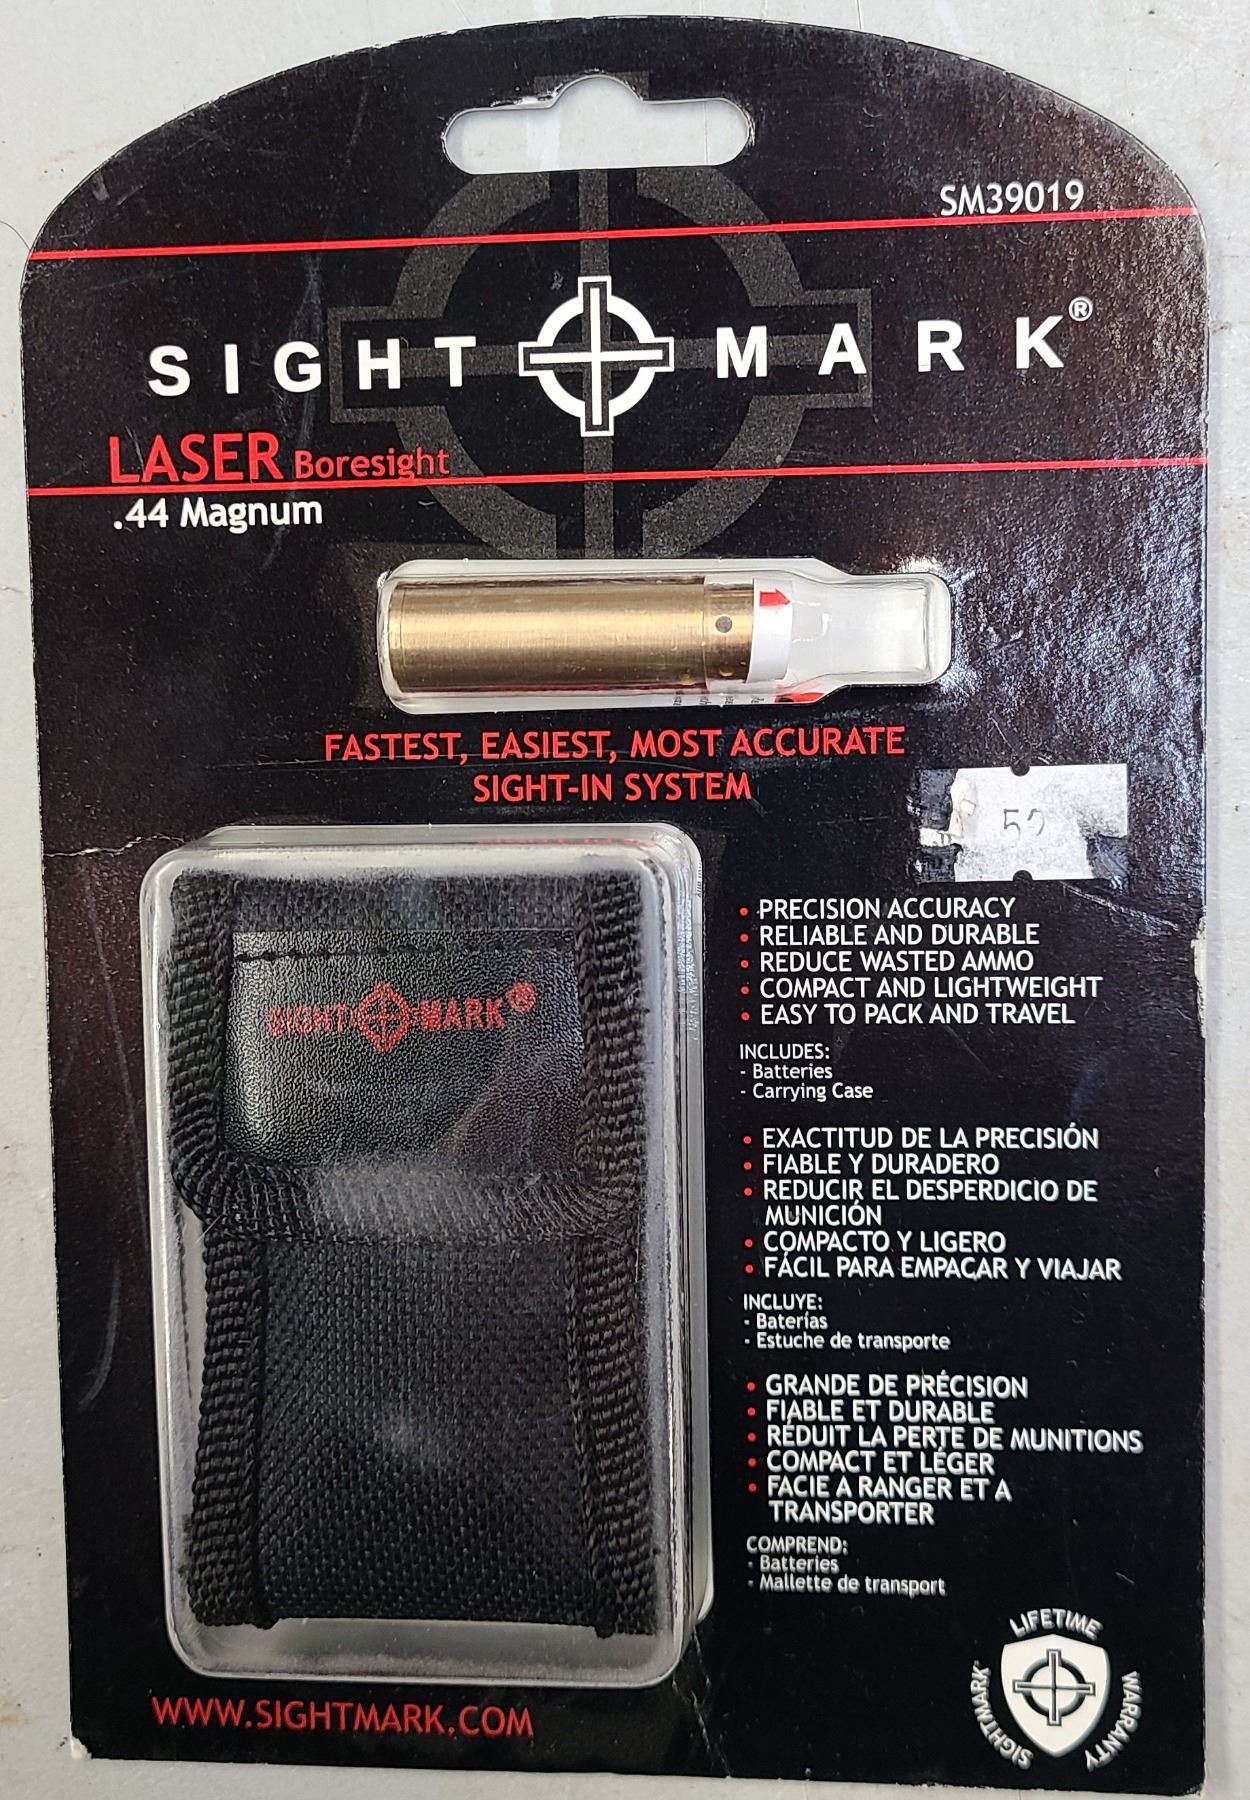 SM39019
SIGHT MARK®
LASER Boresight
.44 Magnum
FASTEST, EASIEST, MOST ACCURATE
SIGHT-IN SYSTEM
SIGHT MARK®
• PRECISION ACCURACY
• RELIABLE AND DURABLE
• REDUCE WASTED AMMO
• COMPACT AND LIGHTWEIGHT
• EASY TO PACK AND TRAVEL
INCLUDES:
- Batteries
- Carrying Case
• EXACTITUD DE LA PRECISIÓN
• FIABLE Y DURADERO
• REDUCIR EL DESPERDICIO DE
MUNICIÓN
• COMPACTO Y LIGERO
• FÁCIL PARA EMPACAR Y VIAJAR
INCLUYE:
- Baterías
- Estuche de transporte
• GRANDE DE PRÉCISION
• FIABLE ET DURABLE
• RÉDUIT LA PERTE DE MUNITIONS
• COMPACT ET LÉGER
• FACIE A RANGER ET A
TRANSPORTER
COMPREND:
- Batteries
- Mallette de transport
LIFETIME
SIGHTMARK
WARRANTY
WWW.SIGHTMARK.COM